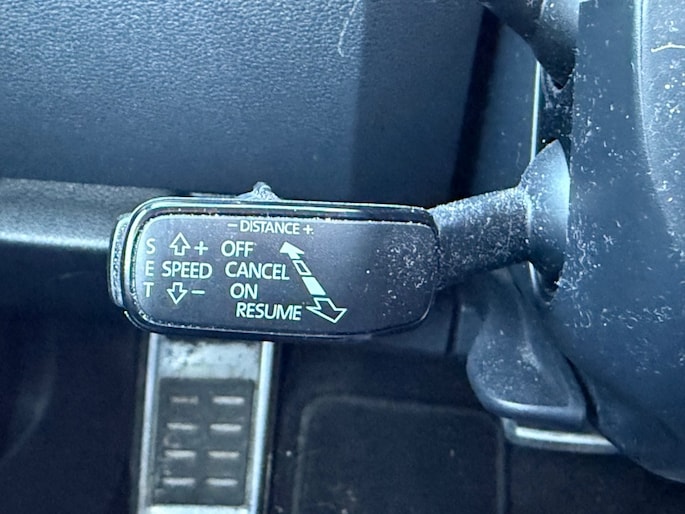 − DISTANCE +
S ⇧+ OFF
E SPEED CANCEL
T ⇩− ON
RESUME